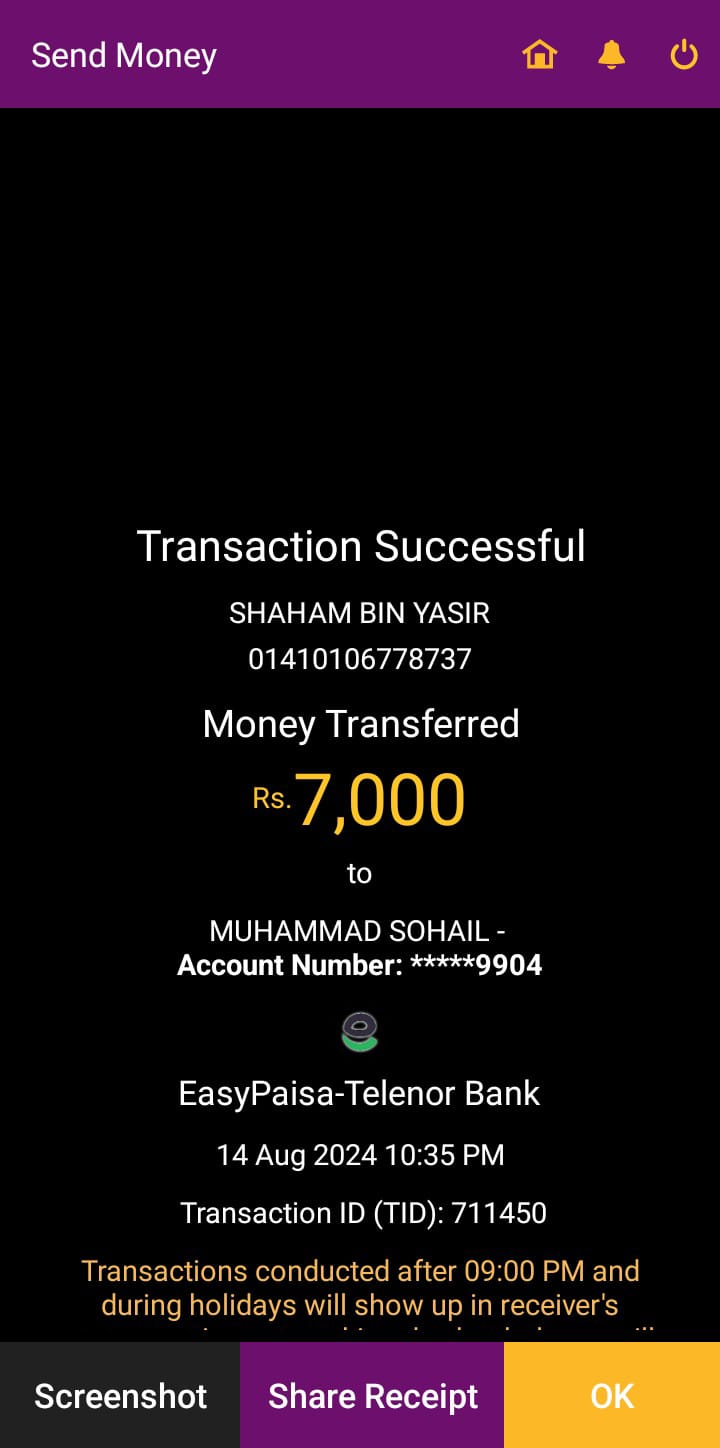 Send Money
Transaction Successful
SHAHAM BIN YASIR
01410106778737
Money Transferred
Rs.7,000
to
MUHAMMAD SOHAIL -
Account Number: *****9904
EasyPaisa-Telenor Bank
14 Aug 2024 10:35 PM
Transaction ID (TID): 711450
Transactions conducted after 09:00 PM and
during holidays will show up in receiver's
Screenshot
Share Receipt
OK